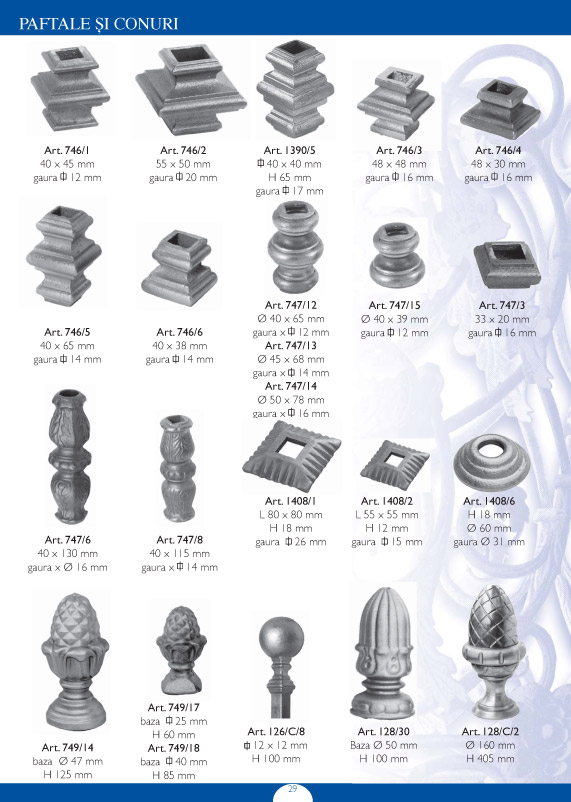 PAFTALE ȘI CONURI
Art. 746/1
40 x 45 mm
gaura ⌷ 12 mm
Art. 746/2
55 x 50 mm
gaura ⌷ 20 mm
Art. 1390/5
⌷ 40 x 40 mm
H 65 mm
gaura ⌷ 17 mm
Art. 746/3
48 x 48 mm
gaura ⌷ 16 mm
Art. 746/4
48 x 30 mm
gaura ⌷ 16 mm
Art. 746/5
40 x 65 mm
gaura ⌷ 14 mm
Art. 746/6
40 x 38 mm
gaura ⌷ 14 mm
Art. 747/12
Ø 40 x 65 mm
gaura x ⌷ 12 mm
Art. 747/13
Ø 45 x 68 mm
gaura x ⌷ 14 mm
Art. 747/14
Ø 50 x 78 mm
gaura x ⌷ 16 mm
Art. 747/15
Ø 40 x 39 mm
gaura ⌷ 12 mm
Art. 747/3
33 x 20 mm
gaura ⌷ 16 mm
Art. 747/6
40 x 130 mm
gaura x Ø 16 mm
Art. 747/8
40 x 115 mm
gaura x ⌷ 14 mm
Art. 1408/1
L 80 x 80 mm
H 18 mm
gaura ⌷ 26 mm
Art. 1408/2
L 55 x 55 mm
H 12 mm
gaura ⌷ 15 mm
Art. 1408/6
H 18 mm
Ø 60 mm
gaura Ø 31 mm
Art. 749/14
baza Ø 47 mm
H 125 mm
Art. 749/17
baza ⌷ 25 mm
H 60 mm
Art. 749/18
baza ⌷ 40 mm
H 85 mm
Art. 126/C/8
⌷ 12 x 12 mm
H 100 mm
Art. 128/30
Baza Ø 50 mm
H 100 mm
Art. 128/C/2
Ø 160 mm
H 405 mm
29